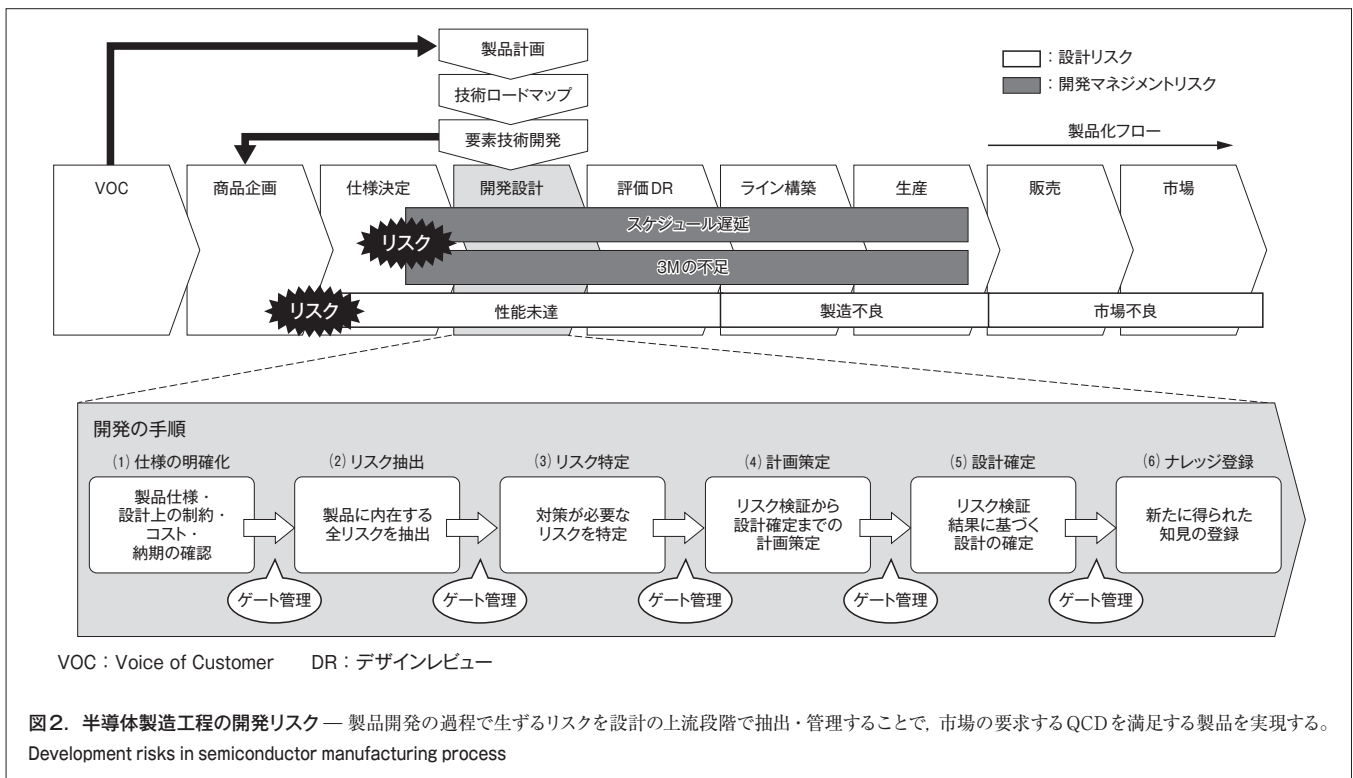 製品計画
技術ロードマップ
要素技術開発
：設計リスク
：開発マネジメントリスク
製品化フロー
VOC
商品企画
仕様決定
開発設計
評価DR
ライン構築
生産
販売
市場
リスク
スケジュール遅延
3Mの不足
リスク
性能未達
製造不良
市場不良
開発の手順
(1) 仕様の明確化
製品仕様・
設計上の制約・
コスト・
納期の確認
(2) リスク抽出
製品に内在する
全リスクを抽出
(3) リスク特定
対策が必要な
リスクを特定
(4) 計画策定
リスク検証から
設計確定までの
計画策定
(5) 設計確定
リスク検証
結果に基づく
設計の確定
(6) ナレッジ登録
新たに得られた
知見の登録
ゲート管理
ゲート管理
ゲート管理
ゲート管理
ゲート管理
VOC：Voice of Customer　DR：デザインレビュー
図2．半導体製造工程の開発リスク — 製品開発の過程で生ずるリスクを設計の上流段階で抽出・管理することで，市場の要求するQCDを満足する製品を実現する。
Development risks in semiconductor manufacturing process